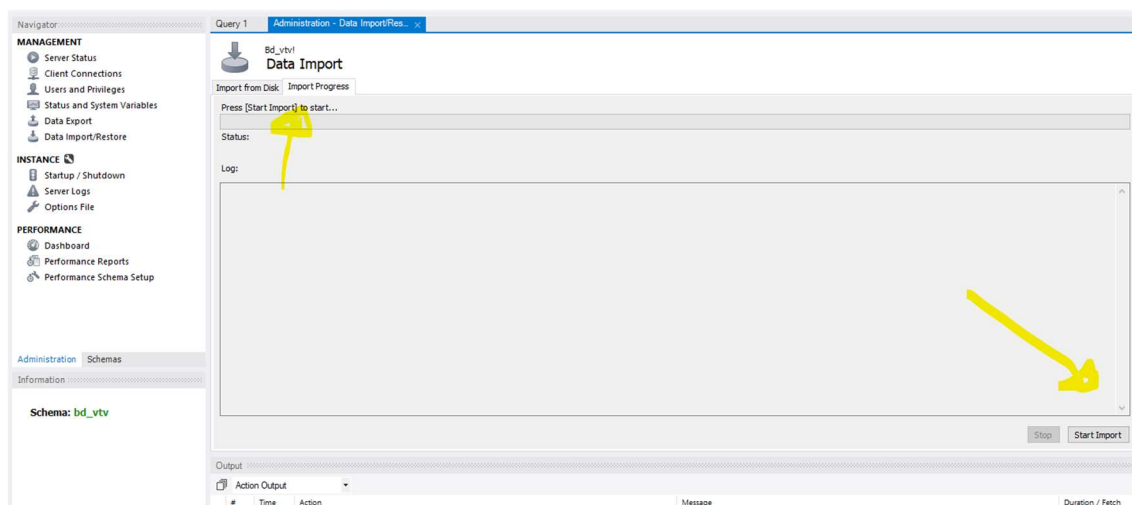 Navigator
MANAGEMENT
Server Status
Client Connections
Users and Privileges
Status and System Variables
Data Export
Data Import/Restore
INSTANCE
Startup / Shutdown
Server Logs
Options File
PERFORMANCE
Dashboard
Performance Reports
Performance Schema Setup
Administration Schemas
Information
Schema: bd_vtv
Query 1 Administration - Data Import/Res...
Bd_vtv!
Data Import
Import from Disk Import Progress
Press [Start Import] to start...
Status:
Log:
Stop Start Import
Output
Action Output
# Time Action Message Duration / Fetch